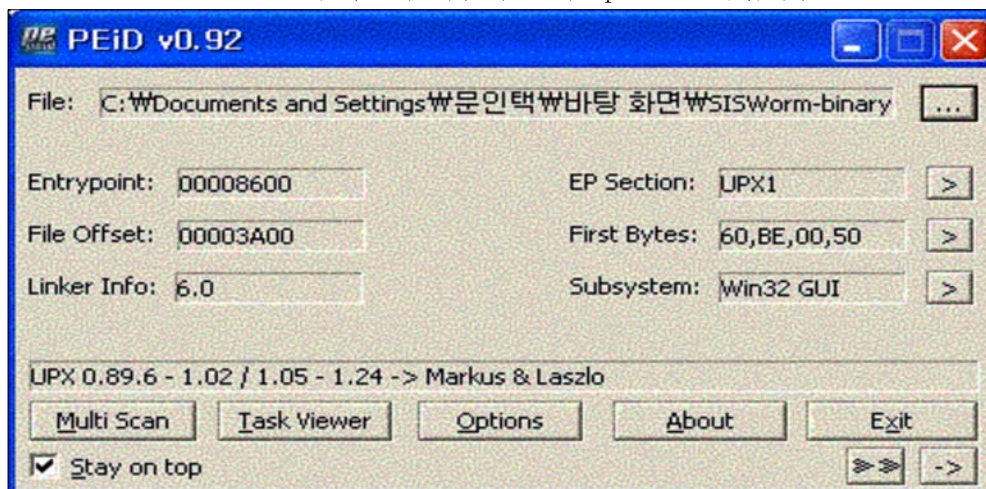 PEiD v0.92
File: C:₩Documents and Settings₩문인택₩바탕 화면₩SISWorm-binary ...
Entrypoint: 00008600 EP Section: UPX1 >
File Offset: 00003A00 First Bytes: 60,BE,00,50 >
Linker Info: 6.0 Subsystem: Win32 GUI >
UPX 0.89.6 - 1.02 / 1.05 - 1.24 -> Markus & Laszlo
Multi Scan Task Viewer Options About Exit
Stay on top >> ->